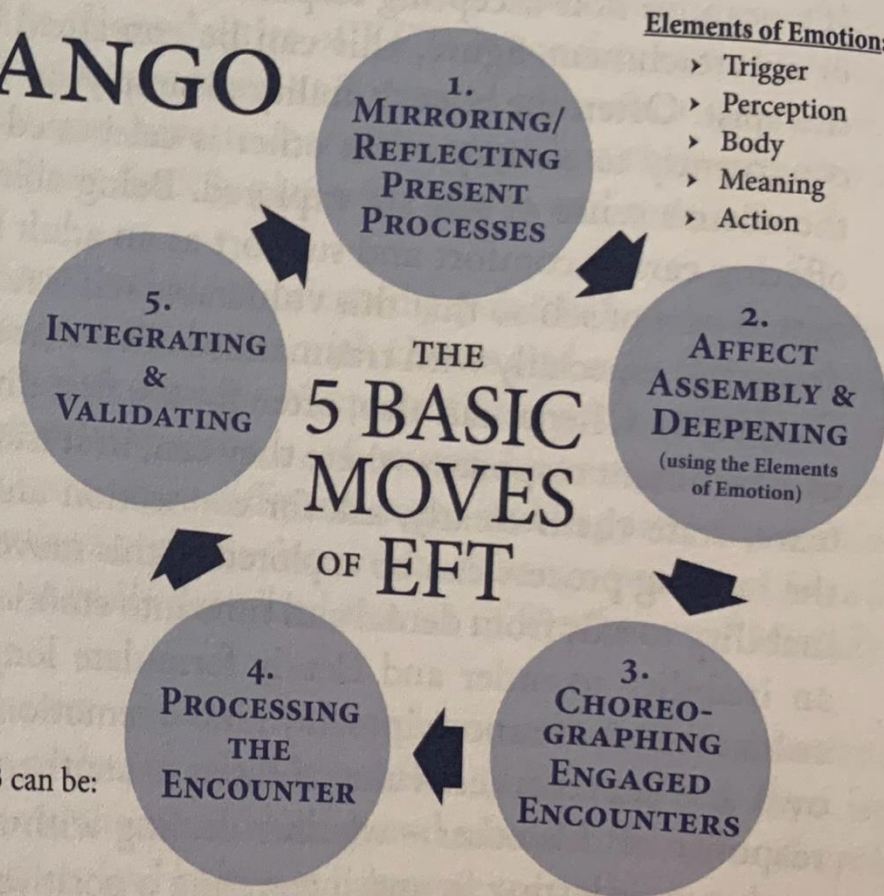 ANGO
Elements of Emotion:
➤ Trigger
➤ Perception
➤ Body
➤ Meaning
➤ Action
1.
MIRRORING/
REFLECTING
PRESENT
PROCESSES
2.
AFFECT
ASSEMBLY &
DEEPENING
(using the Elements
of Emotion)
3.
CHOREO-
GRAPHING
ENGAGED
ENCOUNTERS
4.
PROCESSING
THE
ENCOUNTER
5.
INTEGRATING
&
VALIDATING
THE
5 BASIC
MOVES
OF EFT
can be: